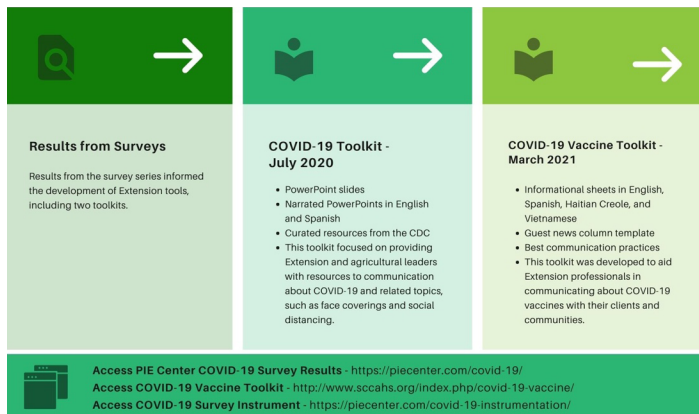 Results from Surveys
Results from the survey series informed
the development of Extension tools,
including two toolkits.
COVID-19 Toolkit -
July 2020
• PowerPoint slides
• Narrated PowerPoints in English
and Spanish
• Curated resources from the CDC
• This toolkit focused on providing
Extension and agricultural leaders
with resources to communication
about COVID-19 and related topics,
such as face coverings and social
distancing.
COVID-19 Vaccine Toolkit -
March 2021
• Informational sheets in English,
Spanish, Haitian Creole, and
Vietnamese
• Guest news column template
• Best communication practices
• This toolkit was developed to aid
Extension professionals in
communicating about COVID-19
vaccines with their clients and
communities.
Access PIE Center COVID-19 Survey Results - https://piecenter.com/covid-19/
Access COVID-19 Vaccine Toolkit - http://www.sccahs.org/index.php/covid-19-vaccine/
Access COVID-19 Survey Instrument - https://piecenter.com/covid-19-instrumentation/